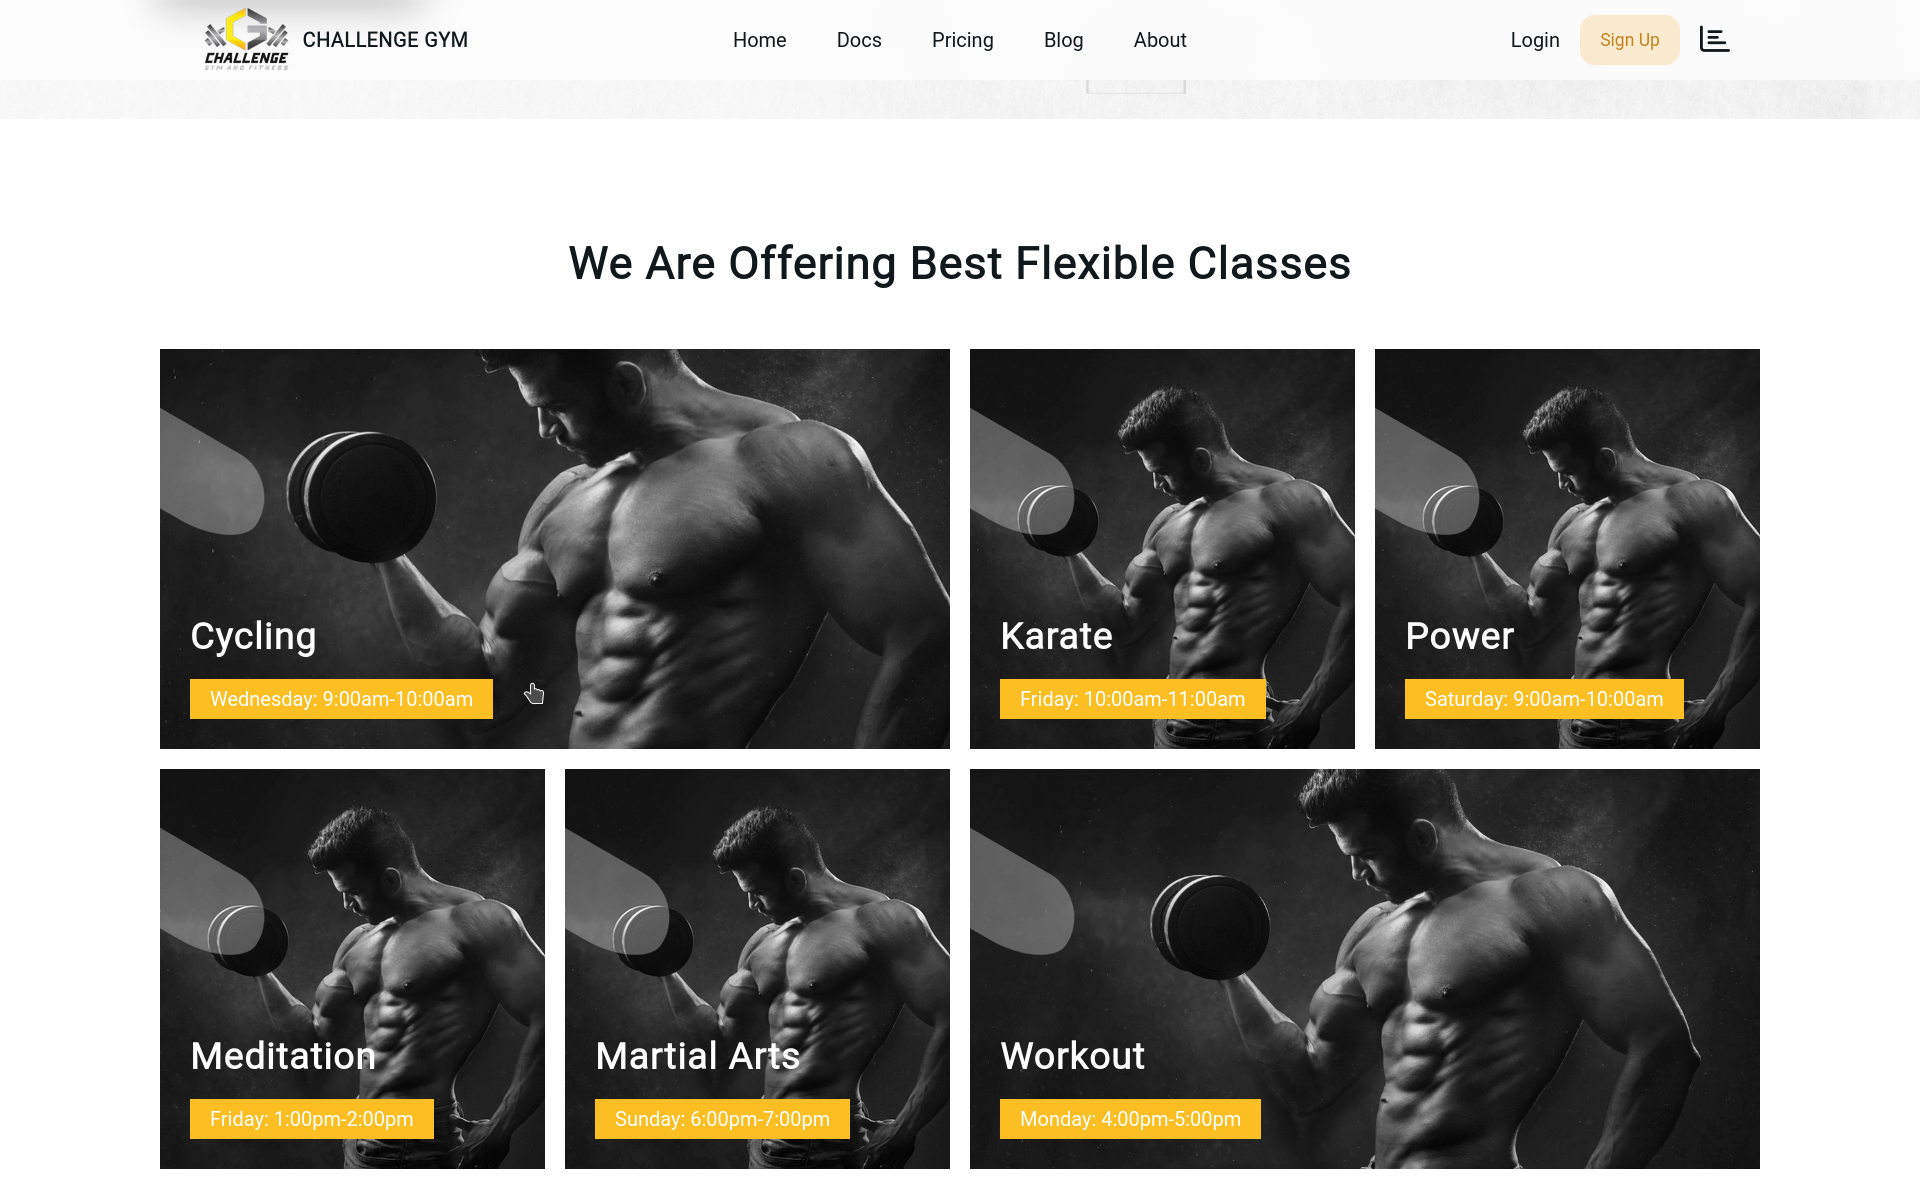 CHALLENGE
GYM AND FITNESS
CHALLENGE GYM
Home
Docs
Pricing
Blog
About
Login
Sign Up
We Are Offering Best Flexible Classes
Cycling
Wednesday: 9:00am-10:00am
Karate
Friday: 10:00am-11:00am
Power
Saturday: 9:00am-10:00am
Meditation
Friday: 1:00pm-2:00pm
Martial Arts
Sunday: 6:00pm-7:00pm
Workout
Monday: 4:00pm-5:00pm